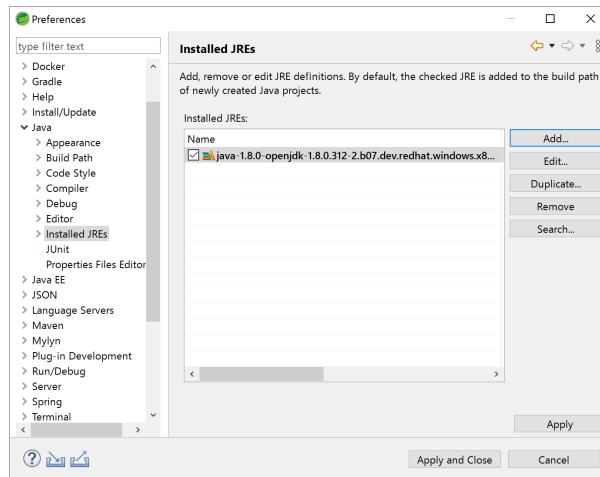 Preferences
type filter text
Docker
Gradle
Help
Install/Update
Java
Appearance
Build Path
Code Style
Compiler
Debug
Editor
Installed JREs
JUnit
Properties Files Editor
Java EE
JSON
Language Servers
Maven
Mylyn
Plug-in Development
Run/Debug
Server
Spring
Terminal
Installed JREs
Add, remove or edit JRE definitions. By default, the checked JRE is added to the build path
of newly created Java projects.
Installed JREs:
Name
java-1.8.0-openjdk-1.8.0.312-2.b07.dev.redhat.windows.x8...
Add...
Edit...
Duplicate...
Remove
Search...
Apply
Apply and Close
Cancel